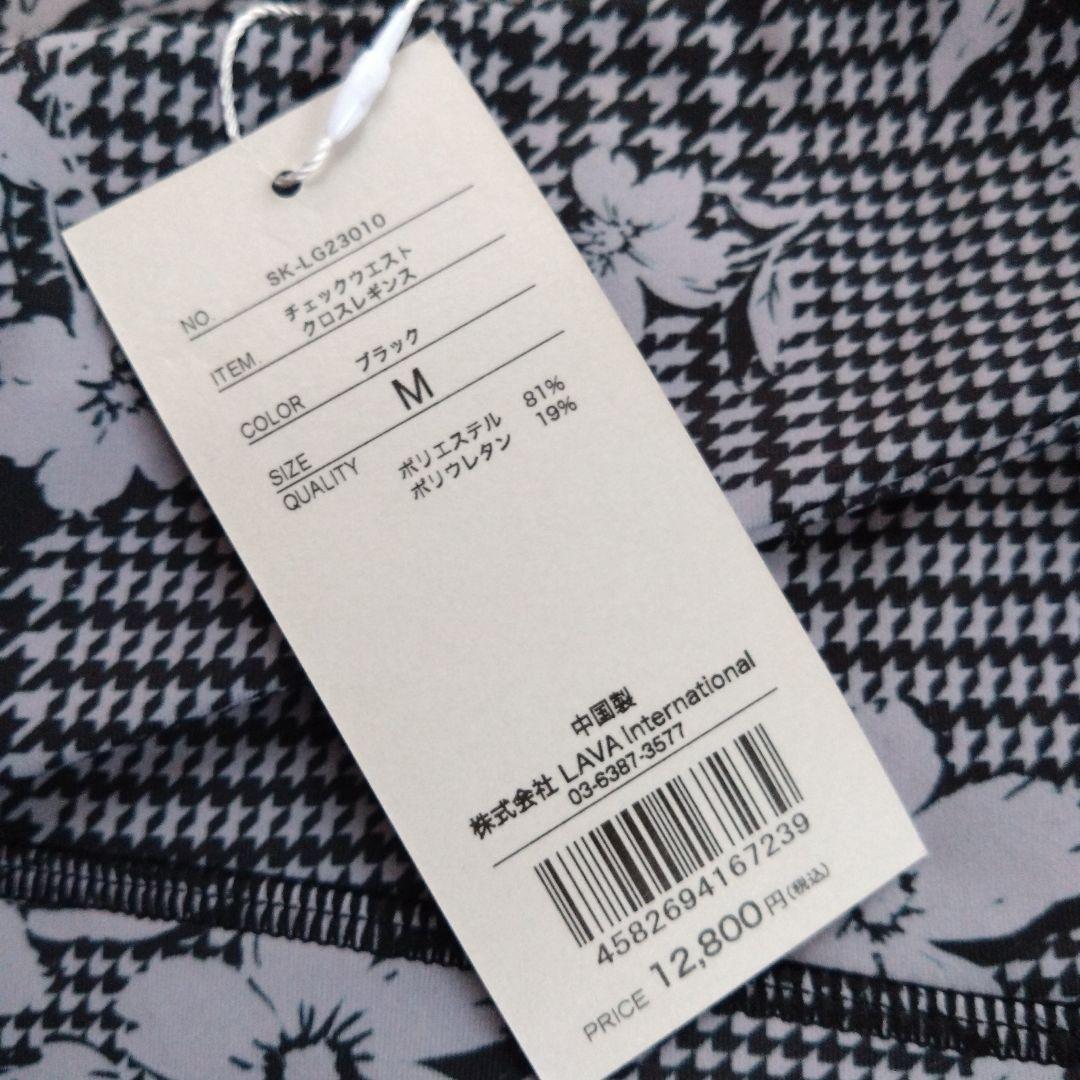 NO. SK-LG23010
ITEM. チェックウエスト
クロスレギンス
COLOR ブラック
SIZE M
QUALITY ポリエステル 81%
ポリウレタン 19%
中国製
株式会社 LAVA International
03-6387-3577
4582694167239
PRICE 12,800円(税込)